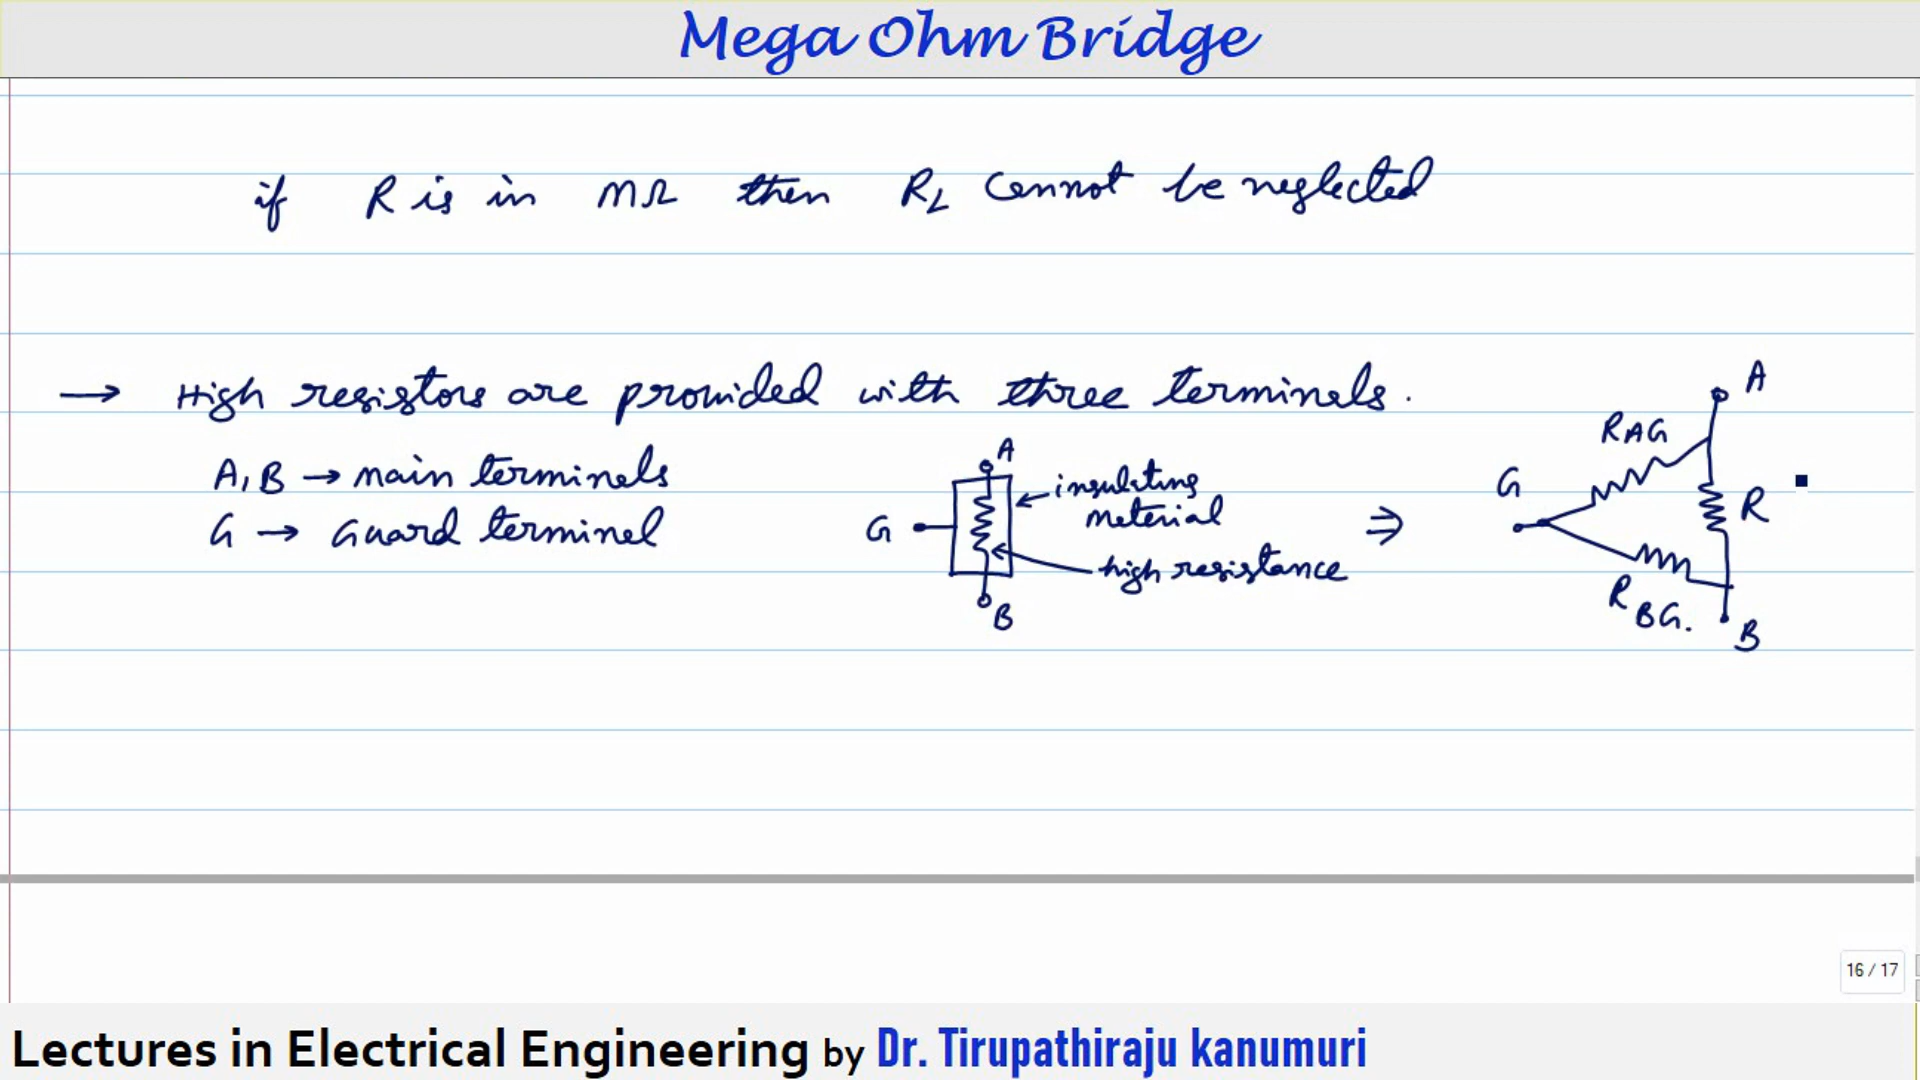 Mega Ohm Bridge
if R is in MΩ then RL cannot be neglected
→ High resistors are provided with three terminals.
A, B → main terminals
G → Guard terminal
A
G
insulating
material
high resistance
B
⇒
A
RAG
G
R
RBG.
B
16 / 17
Lectures in Electrical Engineering by Dr. Tirupathiraju kanumuri